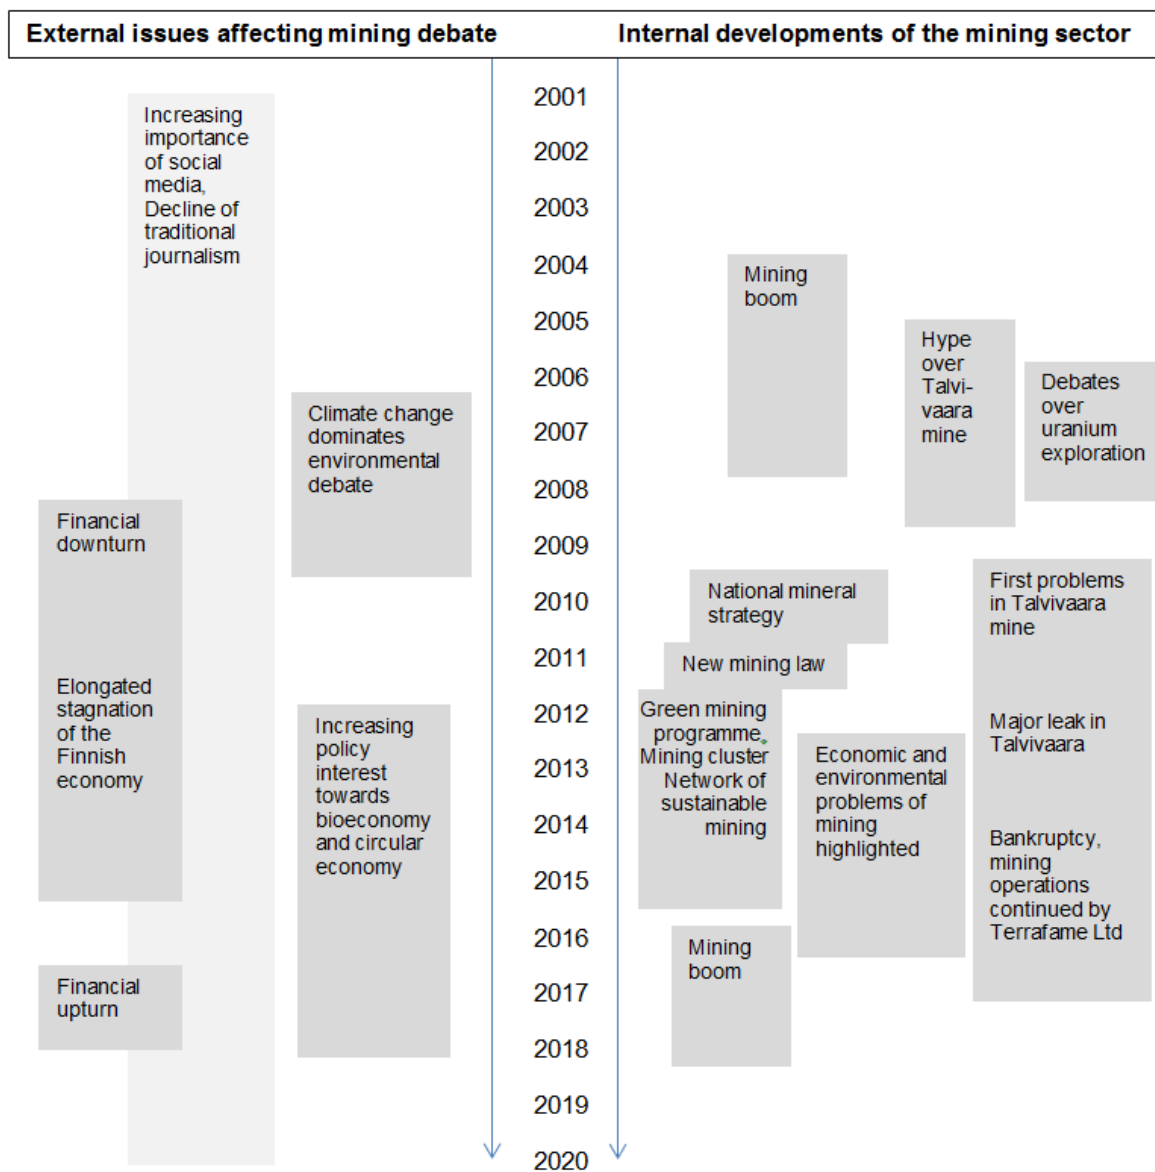 External issues affecting mining debate
Internal developments of the mining sector
Increasing
importance
of social
media,
Decline of
traditional
journalism
Climate change
dominates
environmental
debate
Financial
downturn
Elongated
stagnation
of the
Finnish
economy
Increasing
policy
interest
towards
bioeconomy
and circular
economy
Financial
upturn
2001
2002
2003
2004
2005
2006
2007
2008
2009
2010
2011
2012
2013
2014
2015
2016
2017
2018
2019
2020
Mining
boom
Hype
over
Talvi-
vaara
mine
Debates
over
uranium
exploration
National mineral
strategy
New mining law
Green mining
programme,
Mining cluster
Network of
sustainable
mining
Economic and
environmental
problems of
mining
highlighted
First problems
in Talvivaara
mine
Major leak in
Talvivaara
Bankruptcy,
mining
operations
continued by
Terrafame Ltd
Mining
boom